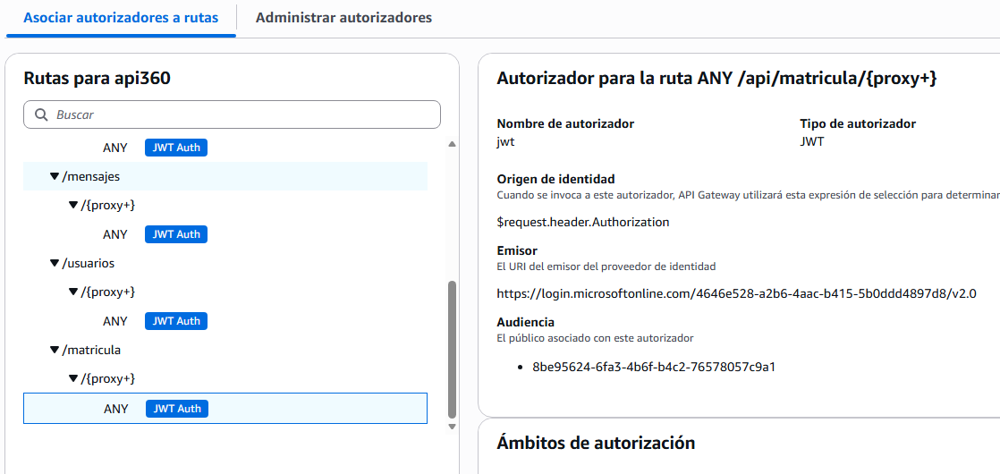 Asociar autorizadores a rutas
Administrar autorizadores
Rutas para api360
Buscar
ANY JWT Auth
/mensajes
/{proxy+}
ANY JWT Auth
/usuarios
/{proxy+}
ANY JWT Auth
/matricula
/{proxy+}
ANY JWT Auth
Autorizador para la ruta ANY /api/matricula/{proxy+}
Nombre de autorizador
jwt
Tipo de autorizador
JWT
Origen de identidad
Cuando se invoca a este autorizador, API Gateway utilizará esta expresión de selección para determinar
$request.header.Authorization
Emisor
El URI del emisor del proveedor de identidad
https://login.microsoftonline.com/4646e528-a2b6-4aac-b415-5b0ddd4897d8/v2.0
Audiencia
El público asociado con este autorizador
• 8be95624-6fa3-4b6f-b4c2-76578057c9a1
Ámbitos de autorización